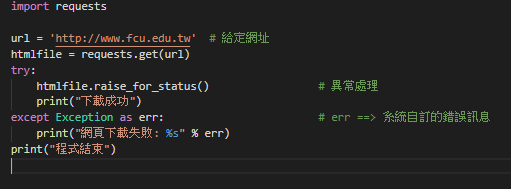 import requests
url = 'http://www.fcu.edu.tw'  # 給定網址
htmlfile = requests.get(url)
try:
    htmlfile.raise_for_status()                # 異常處理
    print("下載成功")
except Exception as err:                       # err ==> 系統自訂的錯誤訊息
    print("網頁下載失敗: %s" % err)
print("程式結束")